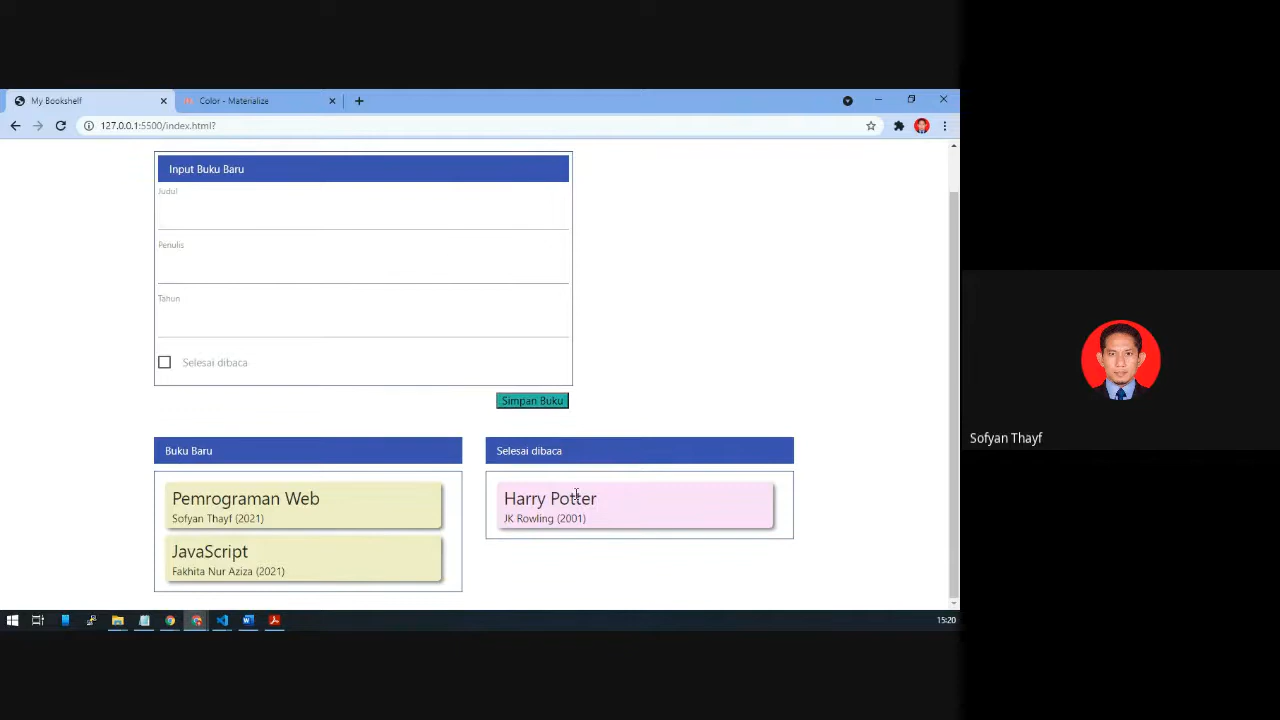 My Bookshelf
Color - Materialize
127.0.0.1:5500/index.html?
Input Buku Baru
Judul
Penulis
Tahun
Selesai dibaca
Simpan Buku
Buku Baru
Selesai dibaca
Pemrograman Web
Sofyan Thayf (2021)
Harry Potter
JK Rowling (2001)
JavaScript
Fakhita Nur Aziza (2021)
Sofyan Thayf
15:20